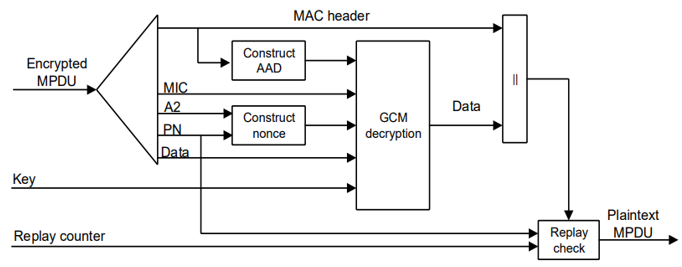 MAC header
Encrypted
MPDU
Construct
AAD
MIC
A2
Construct
nonce
PN
Data
GCM
decryption
Data
||
Key
Replay counter
Replay
check
Plaintext
MPDU